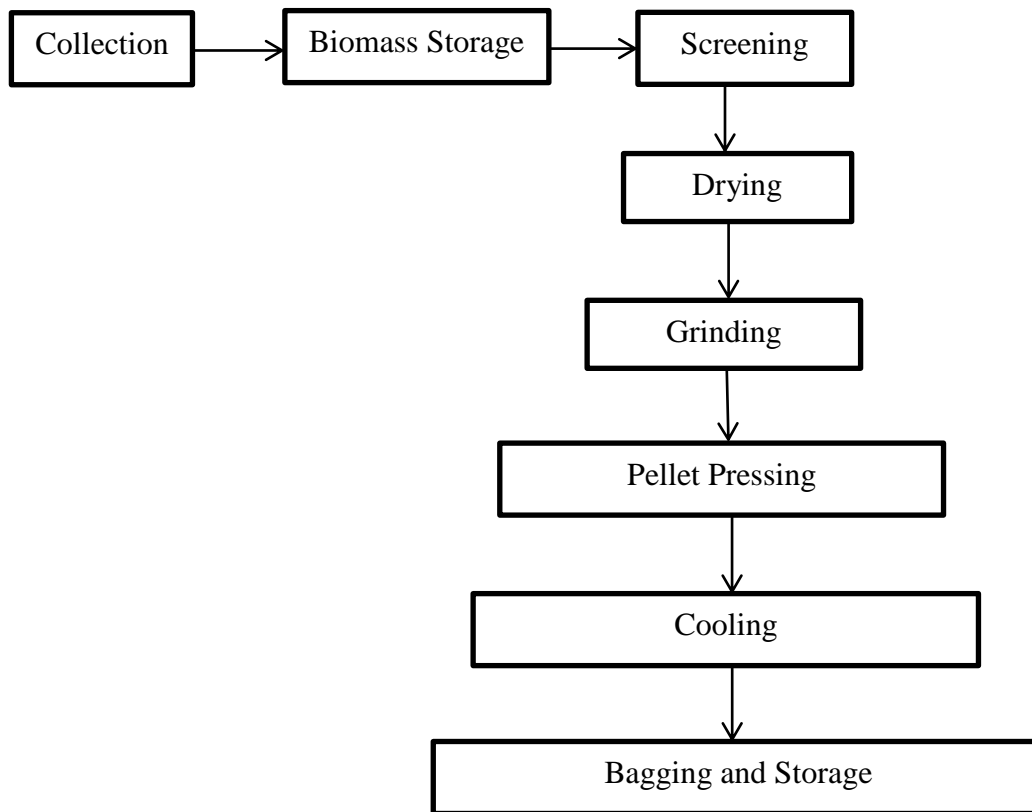 Collection
Biomass Storage
Screening
Drying
Grinding
Pellet Pressing
Cooling
Bagging and Storage